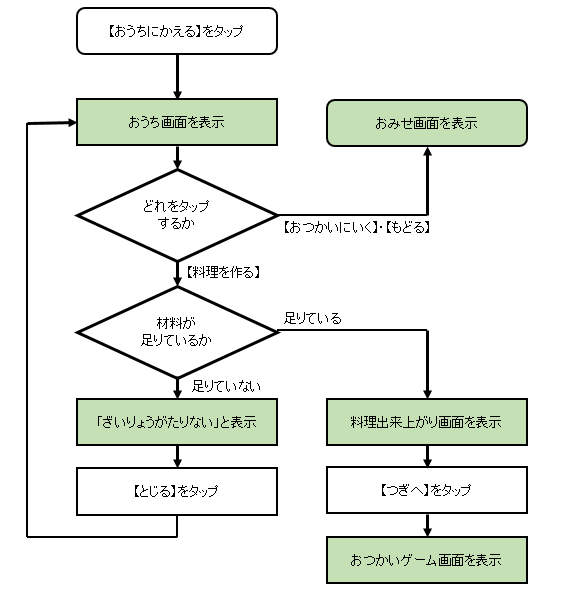 【おうちにかえる】をタップ
おうち画面を表示
おみせ画面を表示
どれをタップ
するか
【おつかいにいく】・【もどる】
【料理を作る】
材料が
足りているか
足りている
足りていない
「ざいりょうがたりない」と表示
料理出来上がり画面を表示
【とじる】をタップ
【つぎへ】をタップ
おつかいゲーム画面を表示